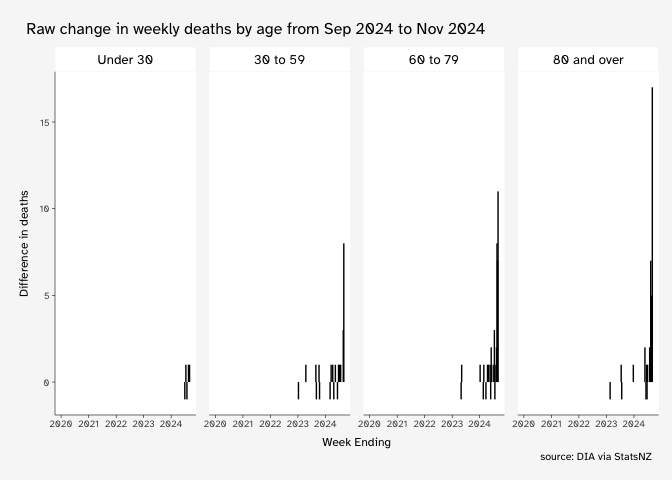 Raw change in weekly deaths by age from Sep 2024 to Nov 2024
Under 30
30 to 59
60 to 79
80 and over
Difference in deaths
15
10
5
0
2020 2021 2022 2023 2024
2020 2021 2022 2023 2024
2020 2021 2022 2023 2024
2020 2021 2022 2023 2024
Week Ending
source: DIA via StatsNZ